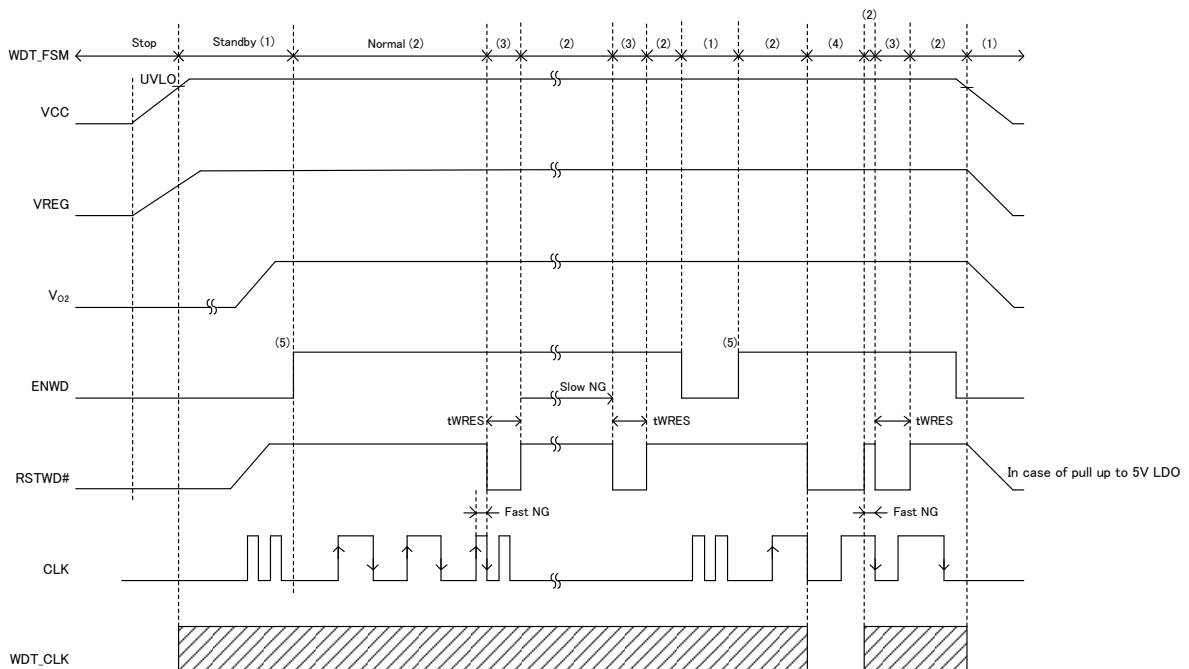 (2)
Stop Standby (1) Normal (2) (3) (2) (3) (2) (1) (2) (4) (3) (2) (1)
WDT_FSM
UVLO
VCC
VREG
VO2
(5) (5)
ENWD
Slow NG
tWRES tWRES tWRES
RSTWD#
In case of pull up to 5V LDO
Fast NG Fast NG
CLK
WDT_CLK